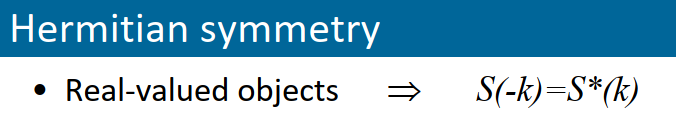 Hermitian symmetry
• Real-valued objects ⇒ S(-k)=S*(k)